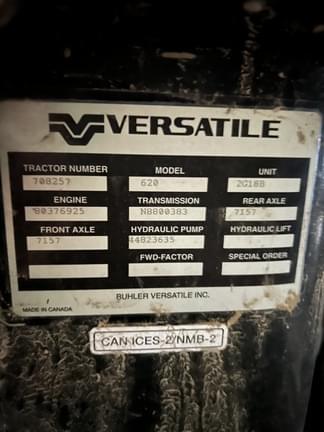 VERSATILE
TRACTOR NUMBER MODEL UNIT
708257 620 2G18B
ENGINE TRANSMISSION REAR AXLE
80376925 N8800383 7157
FRONT AXLE HYDRAULIC PUMP HYDRAULIC LIFT
7157 44823635
FWD-FACTOR SPECIAL ORDER
BUHLER VERSATILE INC.
MADE IN CANADA
CAN ICES-2/NMB-2